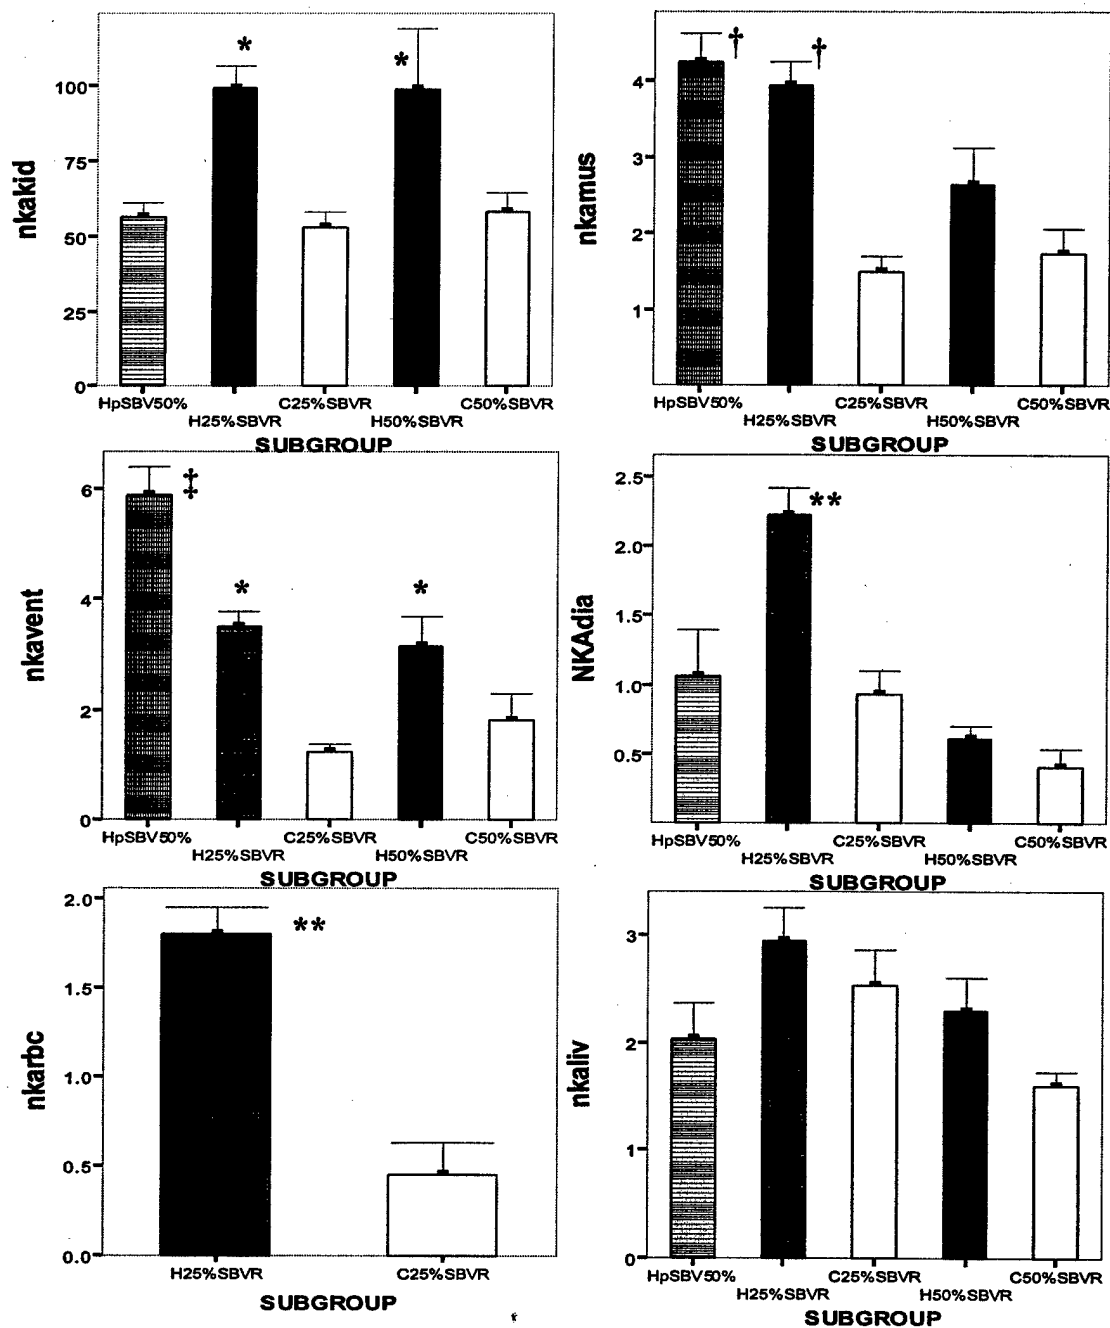 nkakid
100
75
50
25
0
*
*
HpSBV50%
C25%SBVR
C50%SBVR
H25%SBVR
H50%SBVR
SUBGROUP
nkamus
4
3
2
1
†
†
HpSBV50%
C25%SBVR
C50%SBVR
H25%SBVR
H50%SBVR
SUBGROUP
nkavent
6
4
2
0
‡
*
*
HpSBV50%
C25%SBVR
C50%SBVR
H25%SBVR
H50%SBVR
SUBGROUP
NKAdia
2.5
2.0
1.5
1.0
0.5
**
HpSBV50%
C25%SBVR
C50%SBVR
H25%SBVR
H50%SBVR
SUBGROUP
nkarbc
2.0
1.5
1.0
0.5
0.0
**
H25%SBVR
C25%SBVR
SUBGROUP
nkaliv
3
2
1
0
HpSBV50%
C25%SBVR
C50%SBVR
H25%SBVR
H50%SBVR
SUBGROUP